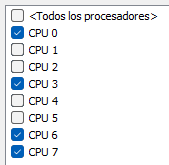 <Todos los procesadores>
CPU 0
CPU 1
CPU 2
CPU 3
CPU 4
CPU 5
CPU 6
CPU 7